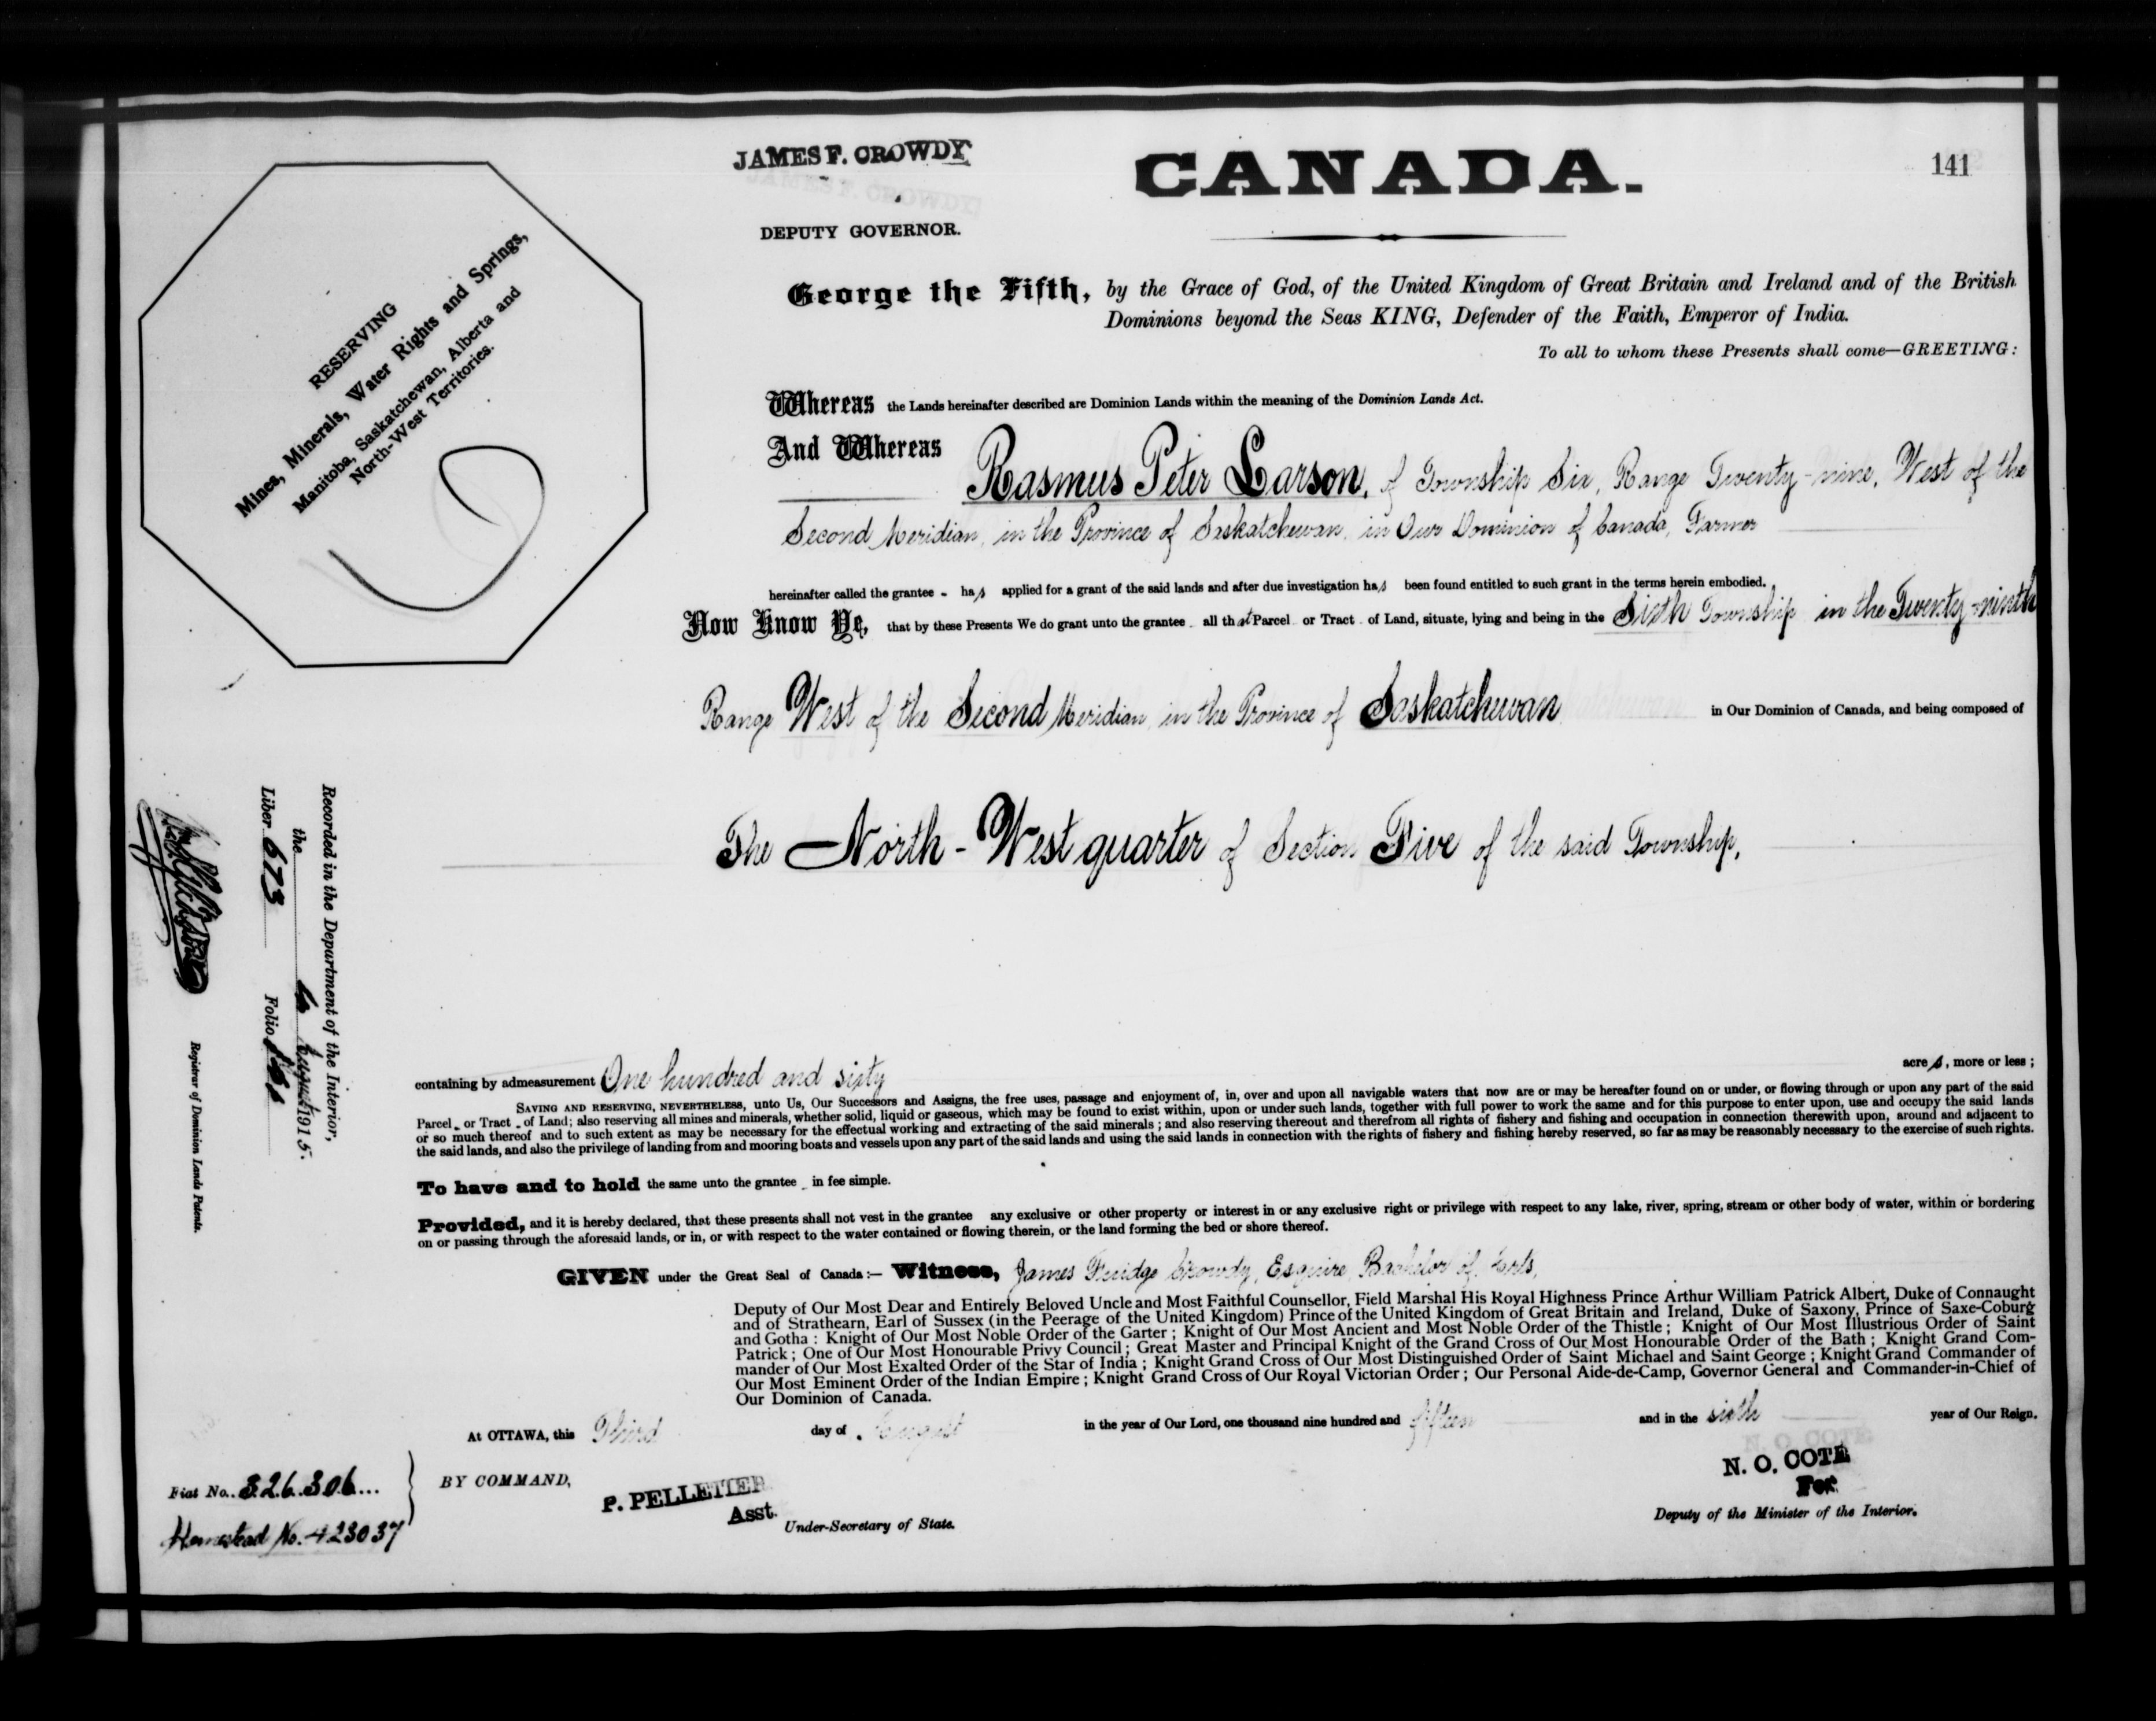 JAMES F. CROWDY
CANADA.
141
DEPUTY GOVERNOR.
RESERVING
Mines, Minerals, Water Rights and Springs,
Manitoba, Saskatchewan, Alberta and
North-West Territories.
George the Fifth, by the Grace of God, of the United Kingdom of Great Britain and Ireland and of the British
Dominions beyond the Seas KING, Defender of the Faith, Emperor of India.
To all to whom these Presents shall come—GREETING:
Whereas the Lands hereinafter described are Dominion Lands within the meaning of the Dominion Lands Act.
And Whereas Rasmus Peter Larson, of Township Six, Range Twenty-nine, West of the
Second Meridian, in the Province of Saskatchewan, in Our Dominion of Canada, Farmer
hereinafter called the grantee - has applied for a grant of the said lands and after due investigation has been found entitled to such grant in the terms herein embodied.
Now Know Ye, that by these Presents We do grant unto the grantee all that Parcel or Tract of Land, situate, lying and being in the Sixth Township in the Twenty-ninth
Range West of the Second Meridian, in the Province of Saskatchewan in Our Dominion of Canada, and being composed of
The North-West quarter of Section Five of the said Township,
Recorded in the Department of the Interior,
the 6 August 1915.
Liber 673 Folio
Registrar of Dominion Lands Patents.
containing by admeasurement One hundred and sixty acres, more or less;
SAVING AND RESERVING, NEVERTHELESS, unto Us, Our Successors and Assigns, the free uses, passage and enjoyment of, in, over and upon all navigable waters that now are or may be hereafter found on or under, or flowing through or upon any part of the said
Parcel or Tract of Land; also reserving all mines and minerals, whether solid, liquid or gaseous, which may be found to exist within, upon or under such lands, together with full power to work the same and for this purpose to enter upon, use and occupy the said lands
or so much thereof and to such extent as may be necessary for the effectual working and extracting of the said minerals; and also reserving thereout and therefrom all rights of fishery and fishing and occupation in connection therewith upon, around and adjacent to
the said lands, and also the privilege of landing from and mooring boats and vessels upon any part of the said lands and using the said lands in connection with the rights of fishery and fishing hereby reserved, so far as may be reasonably necessary to the exercise of such rights.
To have and to hold the same unto the grantee in fee simple.
Provided, and it is hereby declared, that these presents shall not vest in the grantee any exclusive or other property or interest in or any exclusive right or privilege with respect to any lake, river, spring, stream or other body of water, within or bordering
on or passing through the aforesaid lands, or in, or with respect to the water contained or flowing therein, or the land forming the bed or shore thereof.
GIVEN under the Great Seal of Canada:— Witness, James Fuidge Crowdy, Esquire, Bachelor of Arts,
Deputy of Our Most Dear and Entirely Beloved Uncle and Most Faithful Counsellor, Field Marshal His Royal Highness Prince Arthur William Patrick Albert, Duke of Connaught
and of Strathearn, Earl of Sussex (in the Peerage of the United Kingdom) Prince of the United Kingdom of Great Britain and Ireland, Duke of Saxony, Prince of Saxe-Coburg
and Gotha: Knight of Our Most Noble Order of the Garter; Knight of Our Most Ancient and Most Noble Order of the Thistle; Knight of Our Most Illustrious Order of Saint
Patrick; One of Our Most Honourable Privy Council; Great Master and Principal Knight of the Grand Cross of Our Most Honourable Order of the Bath; Knight Grand Com-
mander of Our Most Exalted Order of the Star of India; Knight Grand Cross of Our Most Distinguished Order of Saint Michael and Saint George; Knight Grand Commander of
Our Most Eminent Order of the Indian Empire; Knight Grand Cross of Our Royal Victorian Order; Our Personal Aide-de-Camp, Governor General and Commander-in-Chief of
Our Dominion of Canada.
At OTTAWA, this Third day of August in the year of Our Lord, one thousand nine hundred and fifteen and in the sixth year of Our Reign.
Fiat No. 326306
Homestead No. 423037
BY COMMAND,
P. PELLETIER
Asst.
Under-Secretary of State.
N. O. COTE
For
Deputy of the Minister of the Interior.